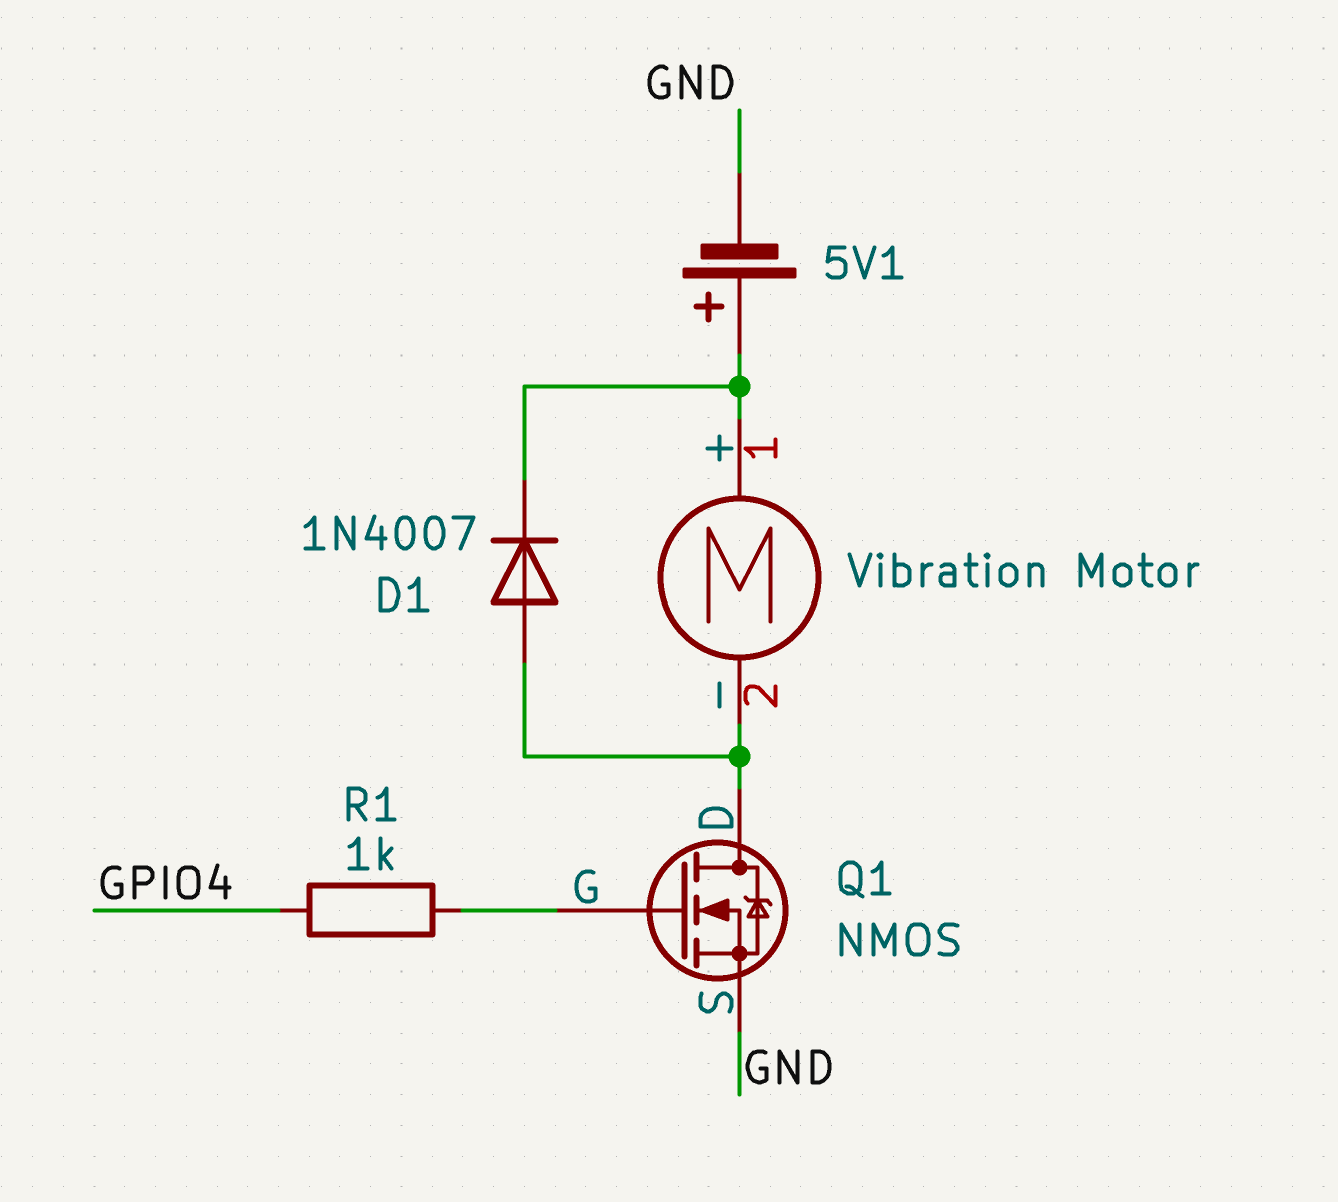 GND
5V1
+
+ 1
1N4007
D1
M
Vibration Motor
- 2
R1
1k
D
GPIO4
G
Q1
NMOS
S
GND